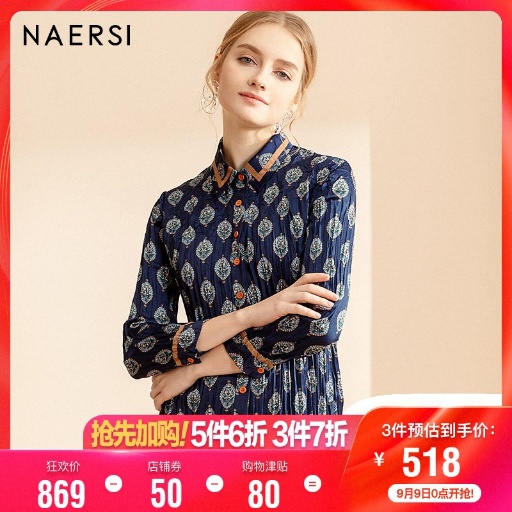 NAERSI
抢先加购! 5件6折 3件7折
3件预估到手价:
¥ 518
9月9日0点开抢!
狂欢价 店铺券 购物津贴
869 - 50 - 80 =